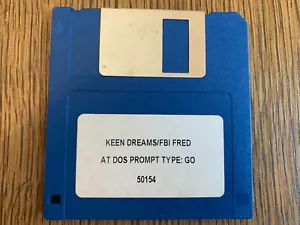 KEEN DREAMS/FBI FRED
AT DOS PROMPT TYPE: GO
50154